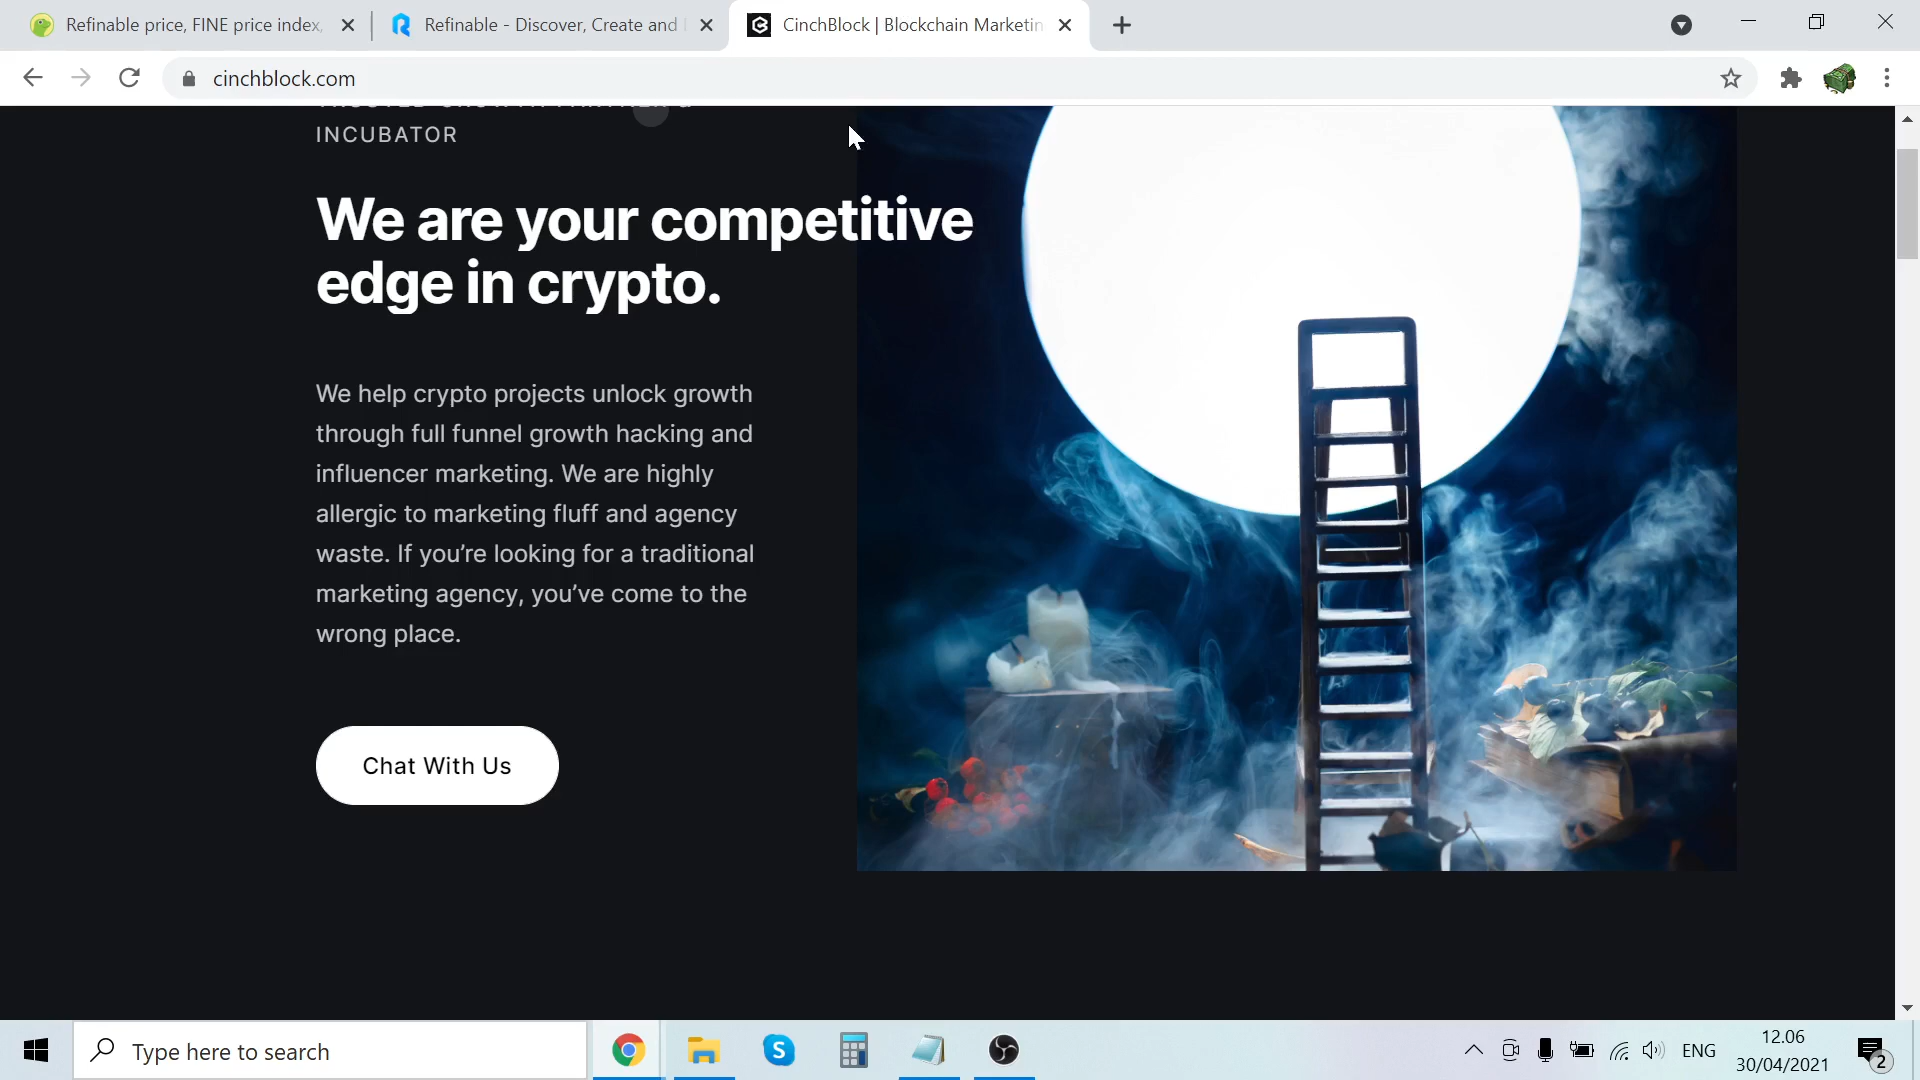 Refinable price, FINE price index,
Refinable - Discover, Create and
CinchBlock | Blockchain Marketin
cinchblock.com
INCUBATOR
We are your competitive
edge in crypto.
We help crypto projects unlock growth
through full funnel growth hacking and
influencer marketing. We are highly
allergic to marketing fluff and agency
waste. If you’re looking for a traditional
marketing agency, you’ve come to the
wrong place.
Chat With Us
Type here to search
ENG
12.06
30/04/2021
2